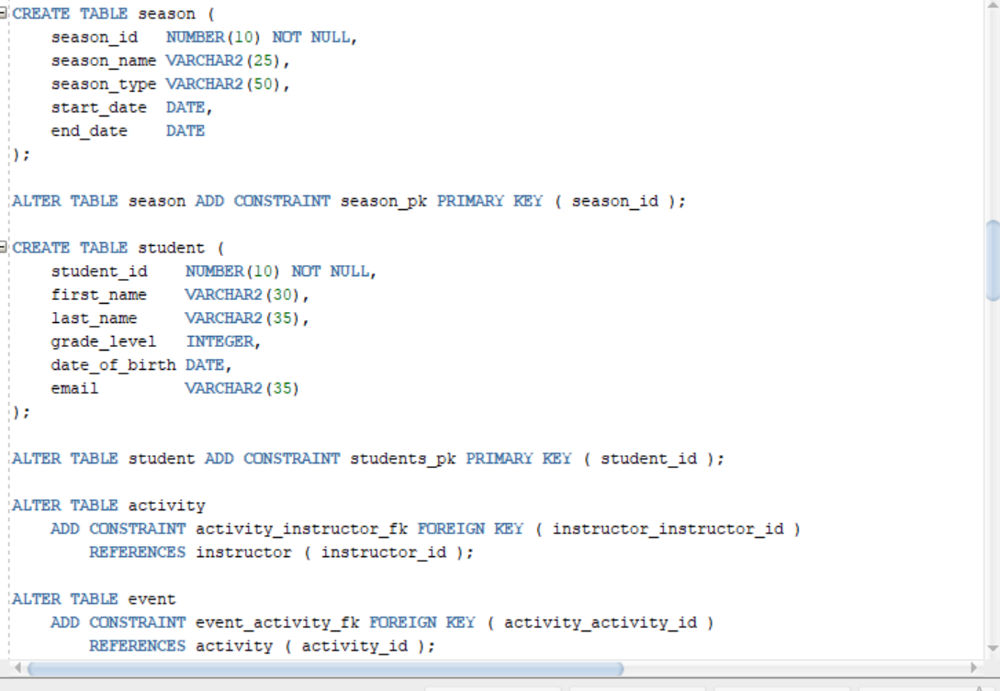 CREATE TABLE season (
    season_id   NUMBER(10) NOT NULL,
    season_name VARCHAR2(25),
    season_type VARCHAR2(50),
    start_date  DATE,
    end_date    DATE
);

ALTER TABLE season ADD CONSTRAINT season_pk PRIMARY KEY ( season_id );

CREATE TABLE student (
    student_id    NUMBER(10) NOT NULL,
    first_name    VARCHAR2(30),
    last_name     VARCHAR2(35),
    grade_level   INTEGER,
    date_of_birth DATE,
    email         VARCHAR2(35)
);

ALTER TABLE student ADD CONSTRAINT students_pk PRIMARY KEY ( student_id );

ALTER TABLE activity
    ADD CONSTRAINT activity_instructor_fk FOREIGN KEY ( instructor_instructor_id )
        REFERENCES instructor ( instructor_id );

ALTER TABLE event
    ADD CONSTRAINT event_activity_fk FOREIGN KEY ( activity_activity_id )
        REFERENCES activity ( activity_id );